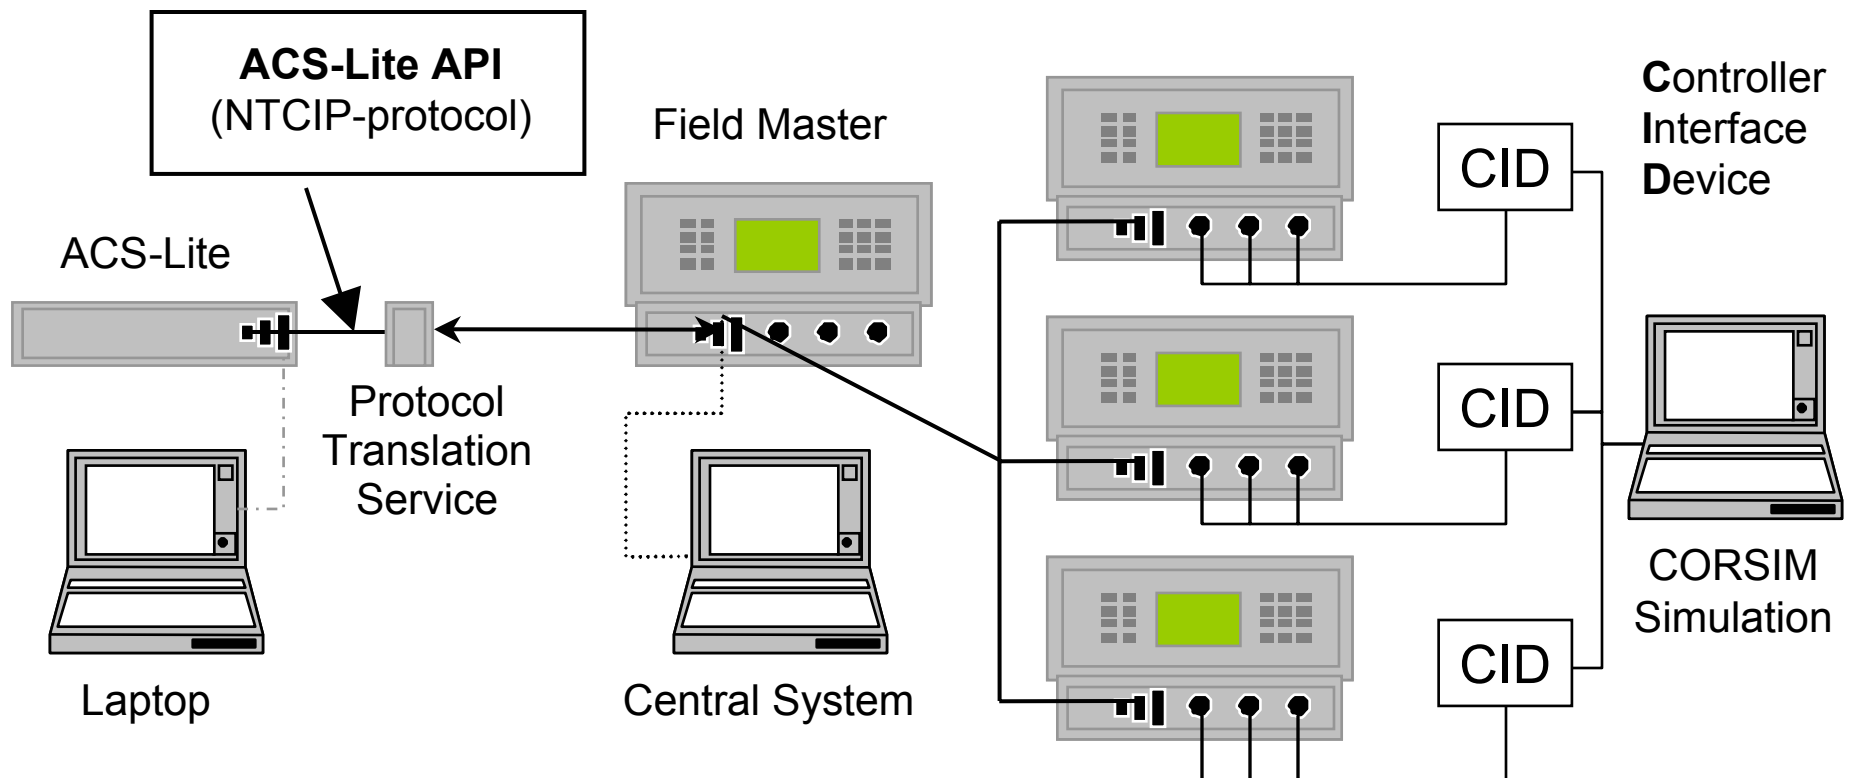 ACS-Lite API
(NTCIP-protocol)
Field Master
Controller
Interface
Device
CID
ACS-Lite
Protocol
Translation
Service
CID
CORSIM
Simulation
CID
Laptop
Central System